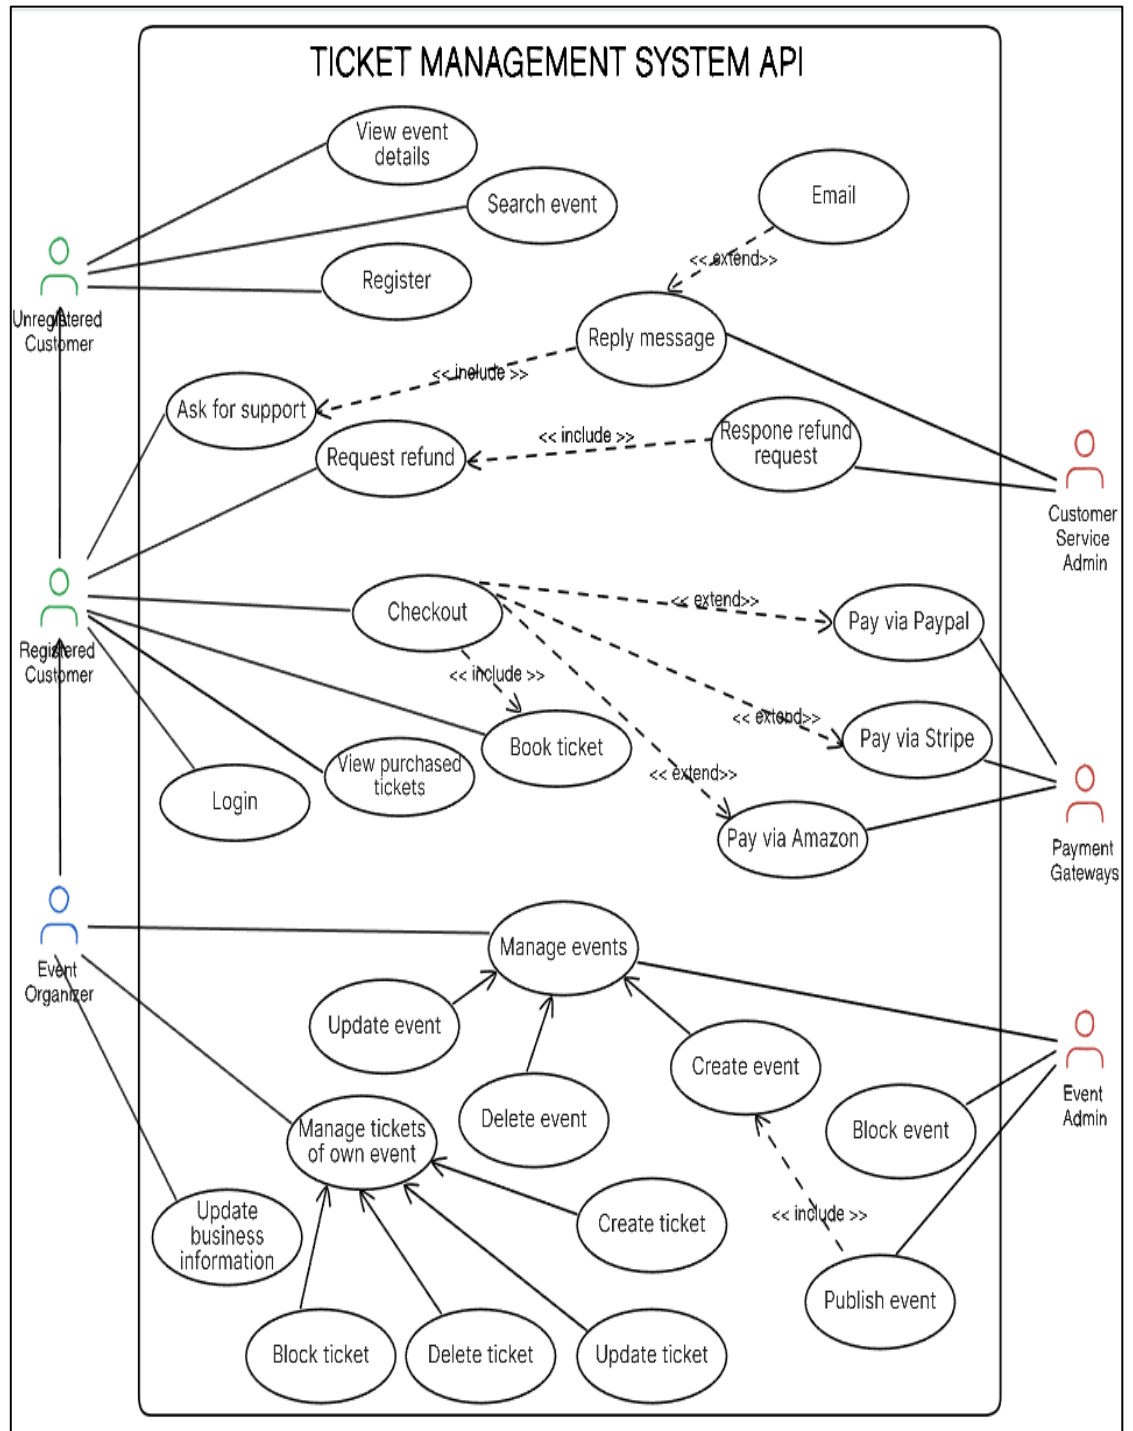 TICKET MANAGEMENT SYSTEM API
View event
details
Search event
Email
<< extend>>
Register
Unregistered
Customer
Reply message
<< include >>
Ask for support
Request refund
<< include >>
Respone refund
request
Customer
Service
Admin
Checkout
<< extend>>
Pay via Paypal
Registered
Customer
<< include >>
<< extend>>
Pay via Stripe
Book ticket
View purchased
tickets
<< extend>>
Login
Pay via Amazon
Payment
Gateways
Manage events
Event
Organizer
Update event
Create event
Event
Admin
Delete event
Block event
Manage tickets
of own event
Update
business
information
Create ticket
<< include >>
Publish event
Block ticket
Delete ticket
Update ticket